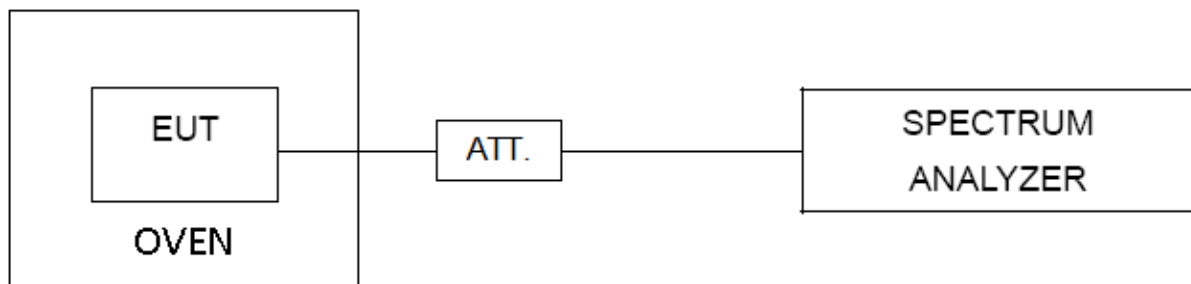 EUT
OVEN
ATT.
SPECTRUM
ANALYZER